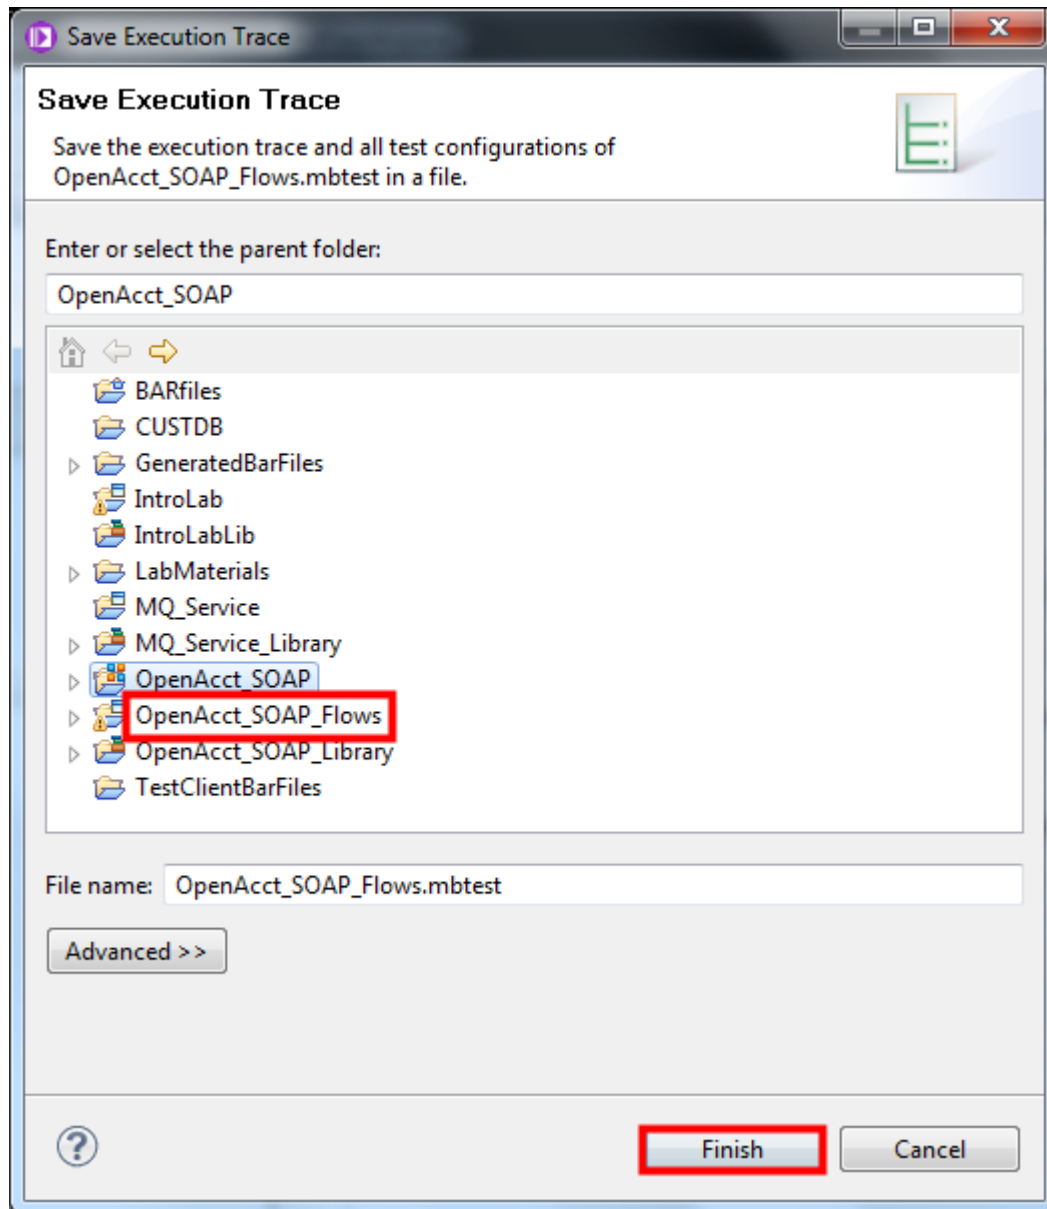 Save Execution Trace
Save Execution Trace
Save the execution trace and all test configurations of
OpenAcct_SOAP_Flows.mbtest in a file.
Enter or select the parent folder:
OpenAcct_SOAP
BARfiles
CUSTDB
GeneratedBarFiles
IntroLab
IntroLabLib
LabMaterials
MQ_Service
MQ_Service_Library
OpenAcct_SOAP
OpenAcct_SOAP_Flows
OpenAcct_SOAP_Library
TestClientBarFiles
File name: OpenAcct_SOAP_Flows.mbtest
Advanced >>
Finish Cancel